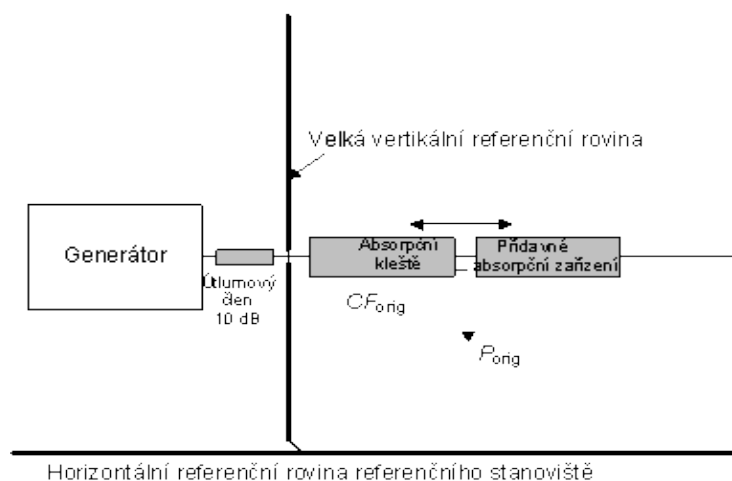 Velká vertikální referenční rovina
Generátor
Útlumový
člen
10 dB
Absorpční
kleště
Přídavné
absorpční zařízení
CForig
Porig
Horizontální referenční rovina referenčního stanoviště